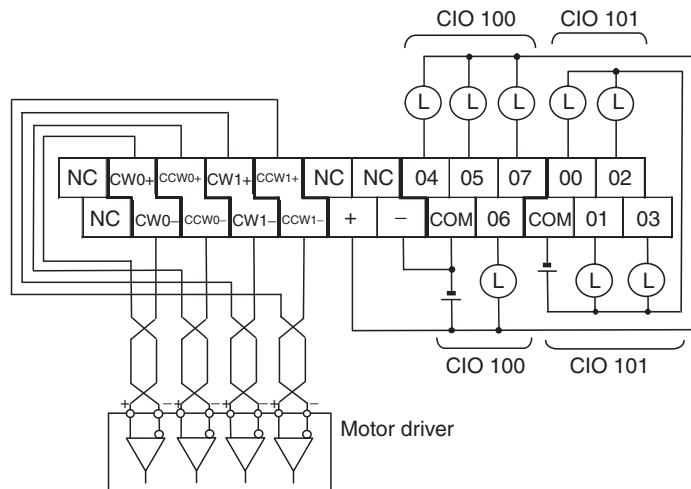 CIO 100 CIO 101
L L L L L
NC CW0+ CCW0+ CW1+ CCW1+ NC NC 04 05 07 00 02
NC CW0− CCW0− CW1− CCW1− + − COM 06 COM 01 03
L L L
CIO 100 CIO 101
+ − + − + − + −
Motor driver